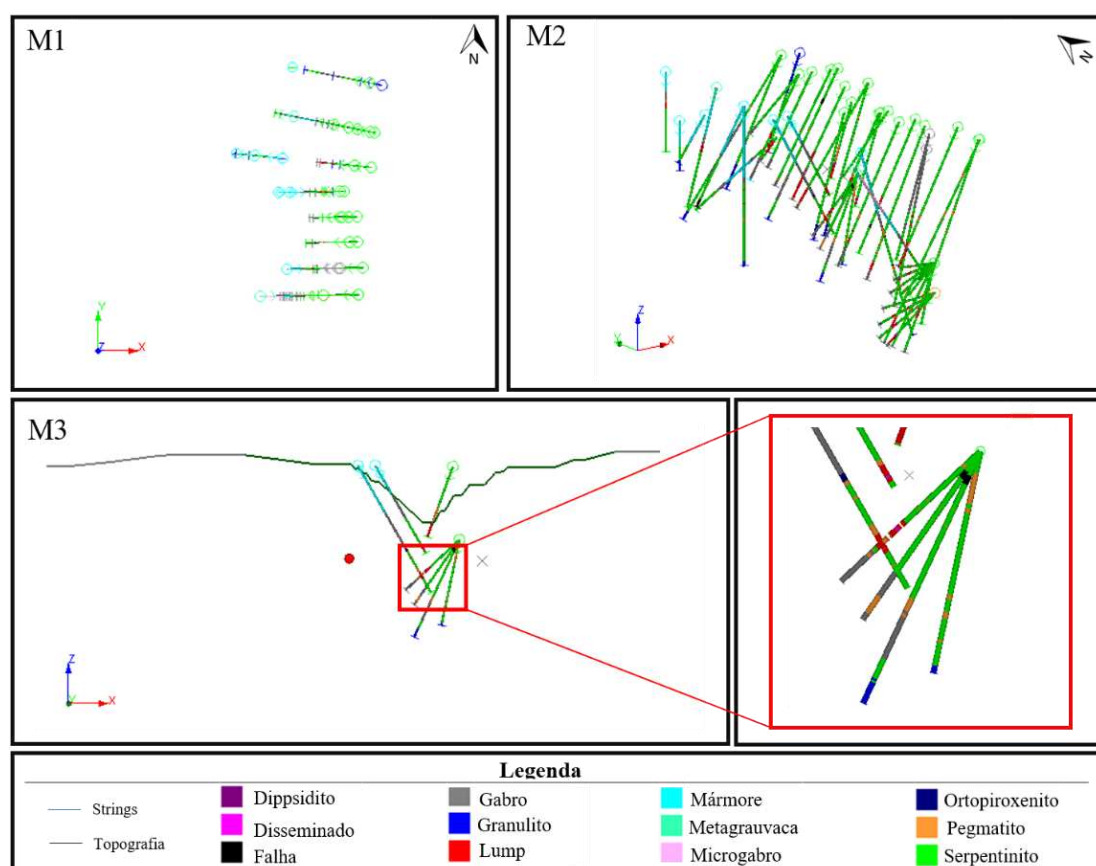 M1
N
Y
Z
X
M2
N
Z
Y
X
M3
Z
Y
X
Legenda
Strings
Topografia
Dippsidito
Disseminado
Falha
Gabro
Granulito
Lump
Mármore
Metagrauvaca
Microgabro
Ortopiroxenito
Pegmatito
Serpentinito